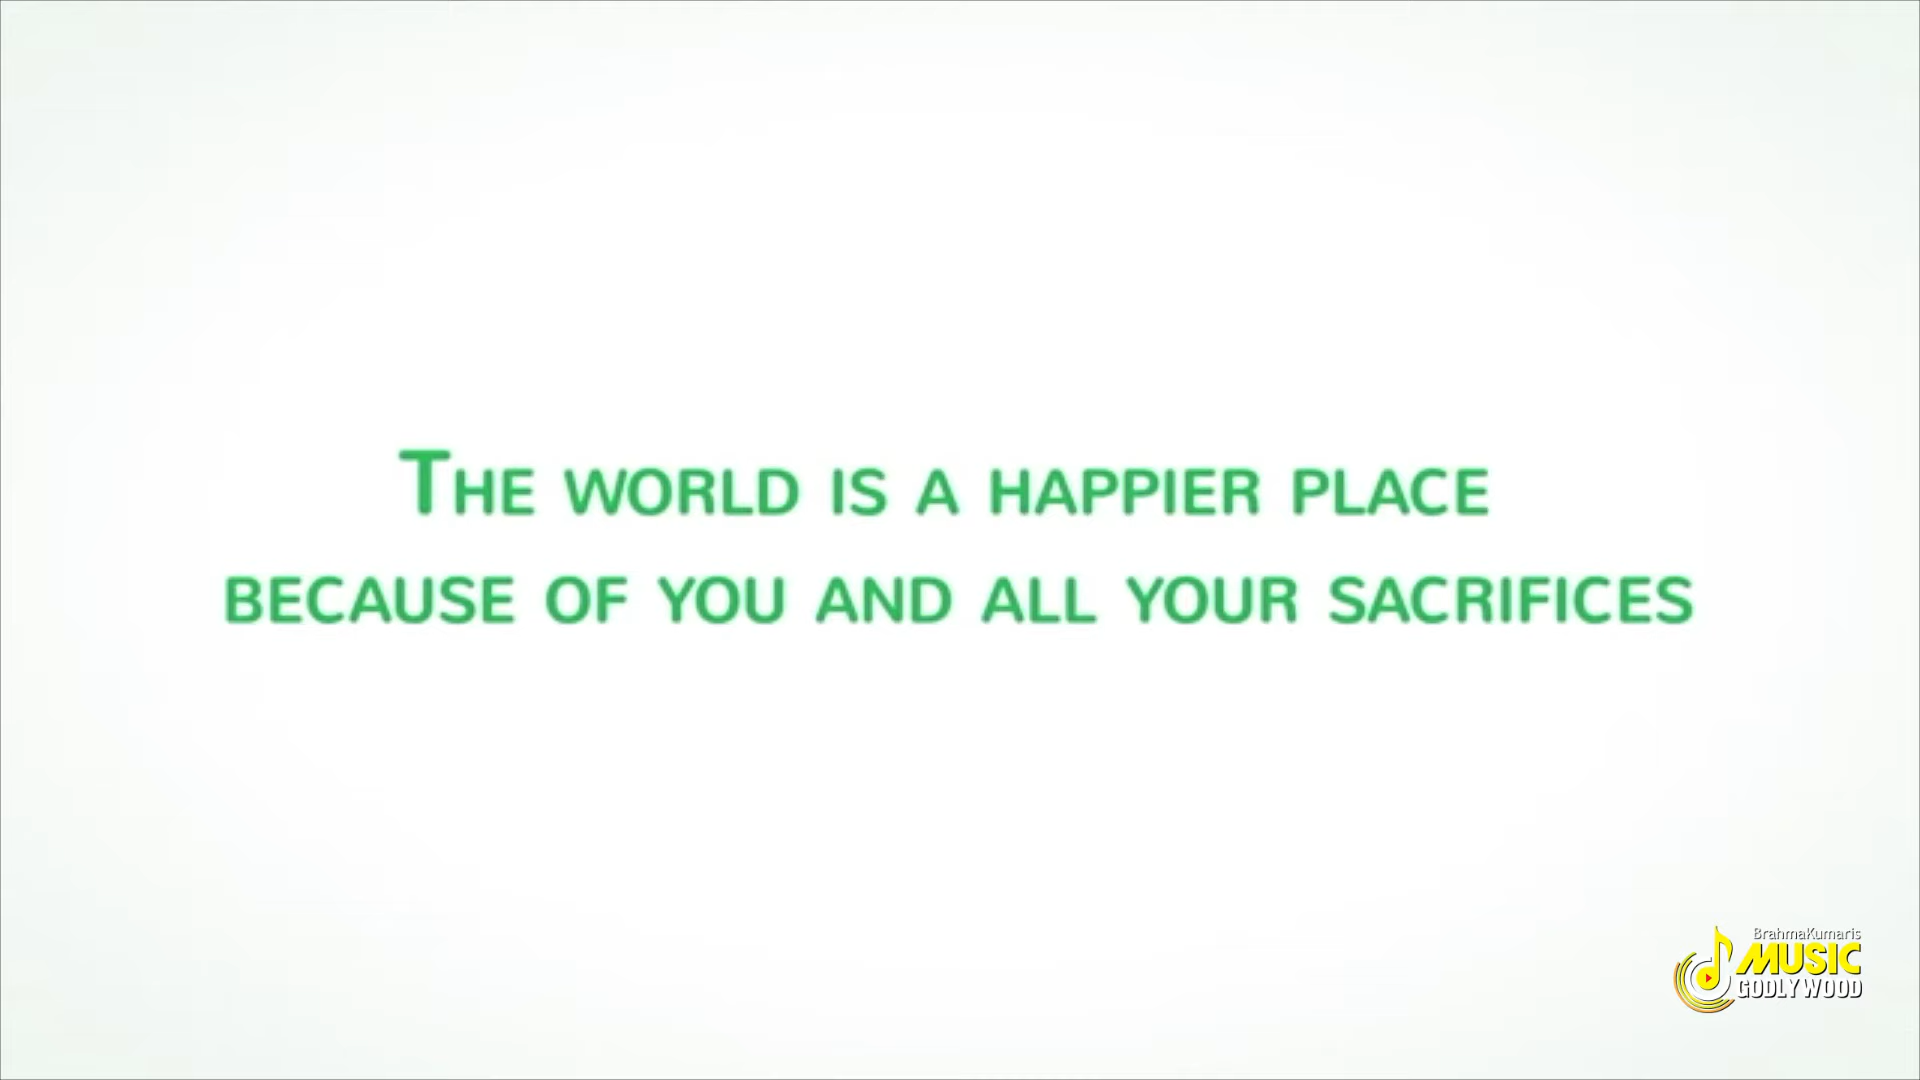 The world is a happier place
because of you and all your sacrifices
BrahmaKumaris
MUSIC
GODLYWOOD